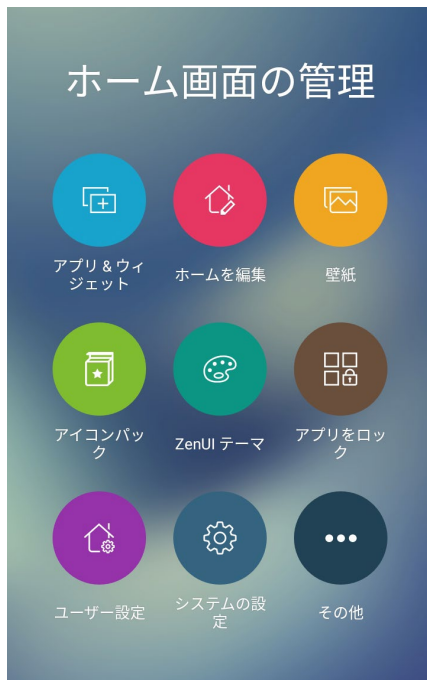 ホーム画面の管理
アプリ & ウィ
ジェット
ホームを編集
壁紙
アイコンパッ
ク
ZenUI テーマ
アプリをロッ
ク
ユーザー設定
システムの設
定
その他